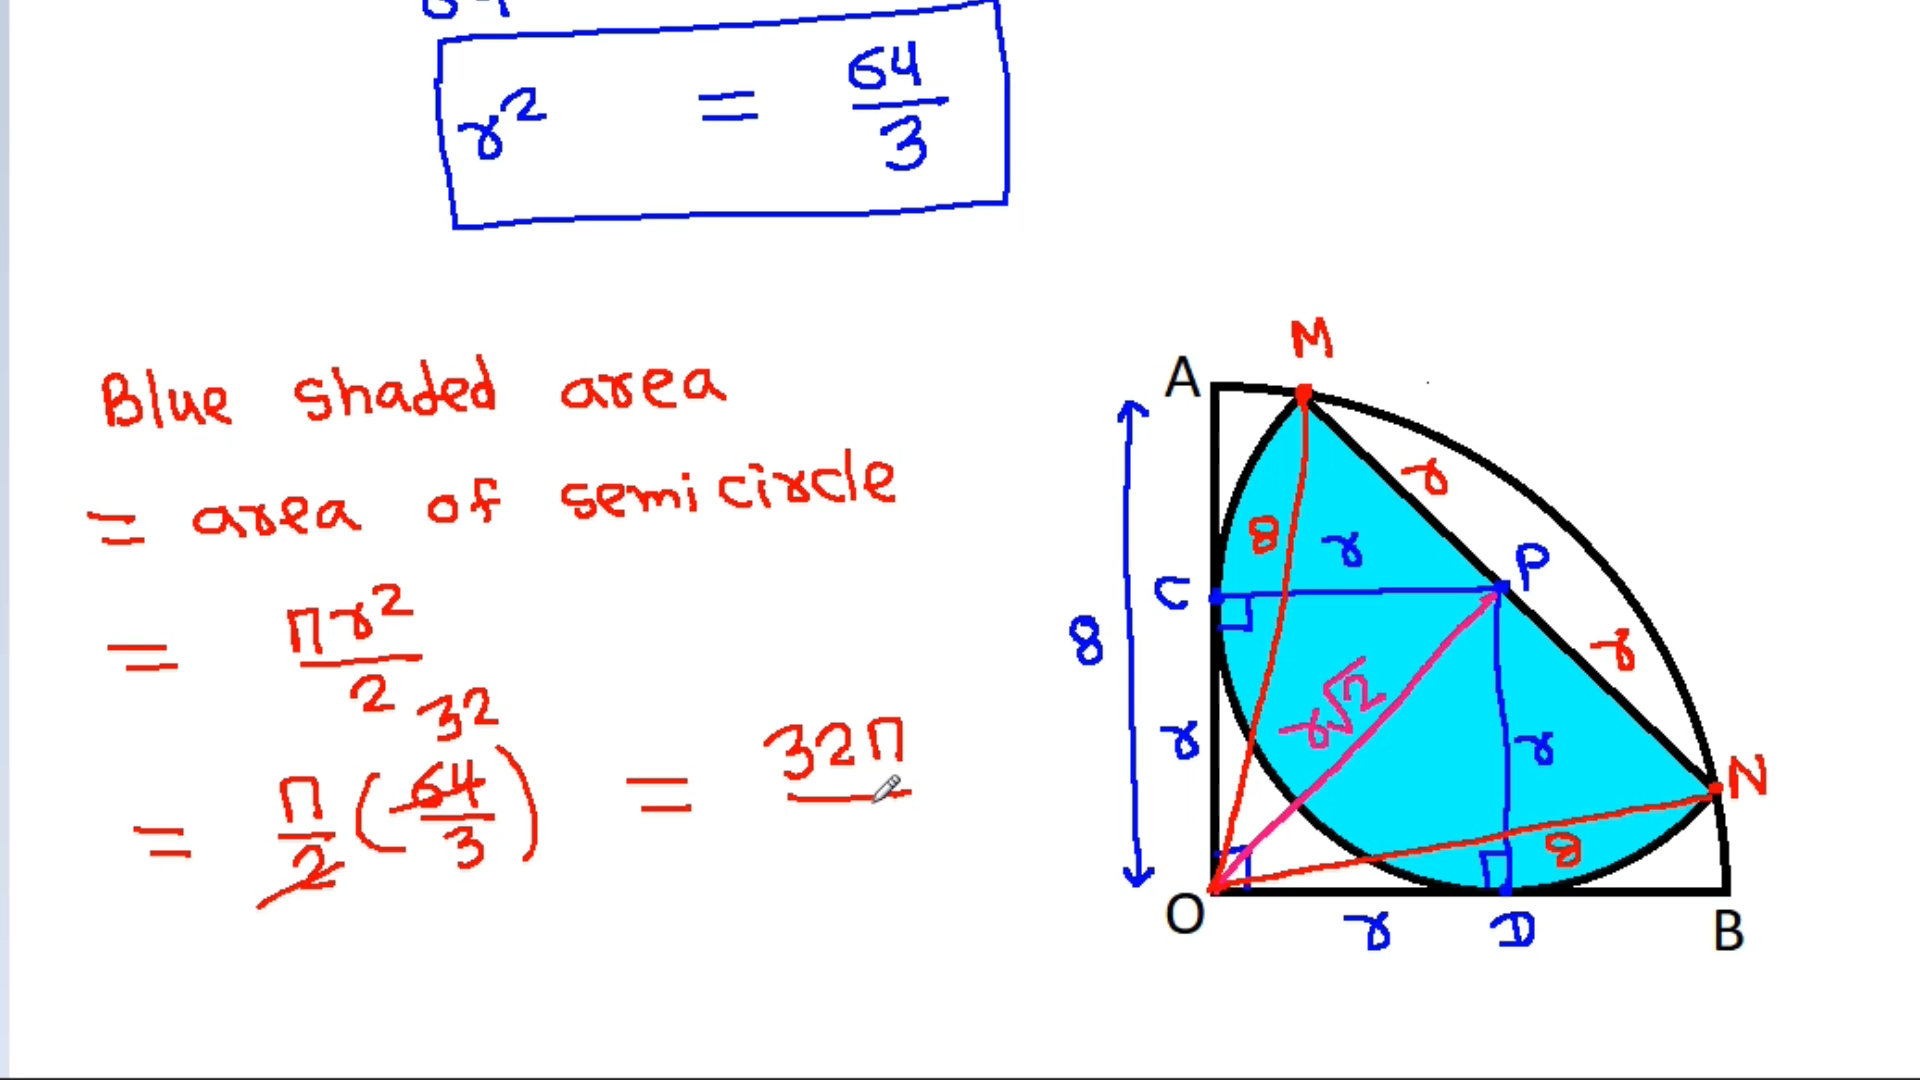 r² = 64/3
Blue shaded area
= area of semicircle
= πr²/2
32
= π/2 (64/3) = 32π
M
A
r
8
r
P
C
8
r
r√2
r
r
N
8
O
r
D
B